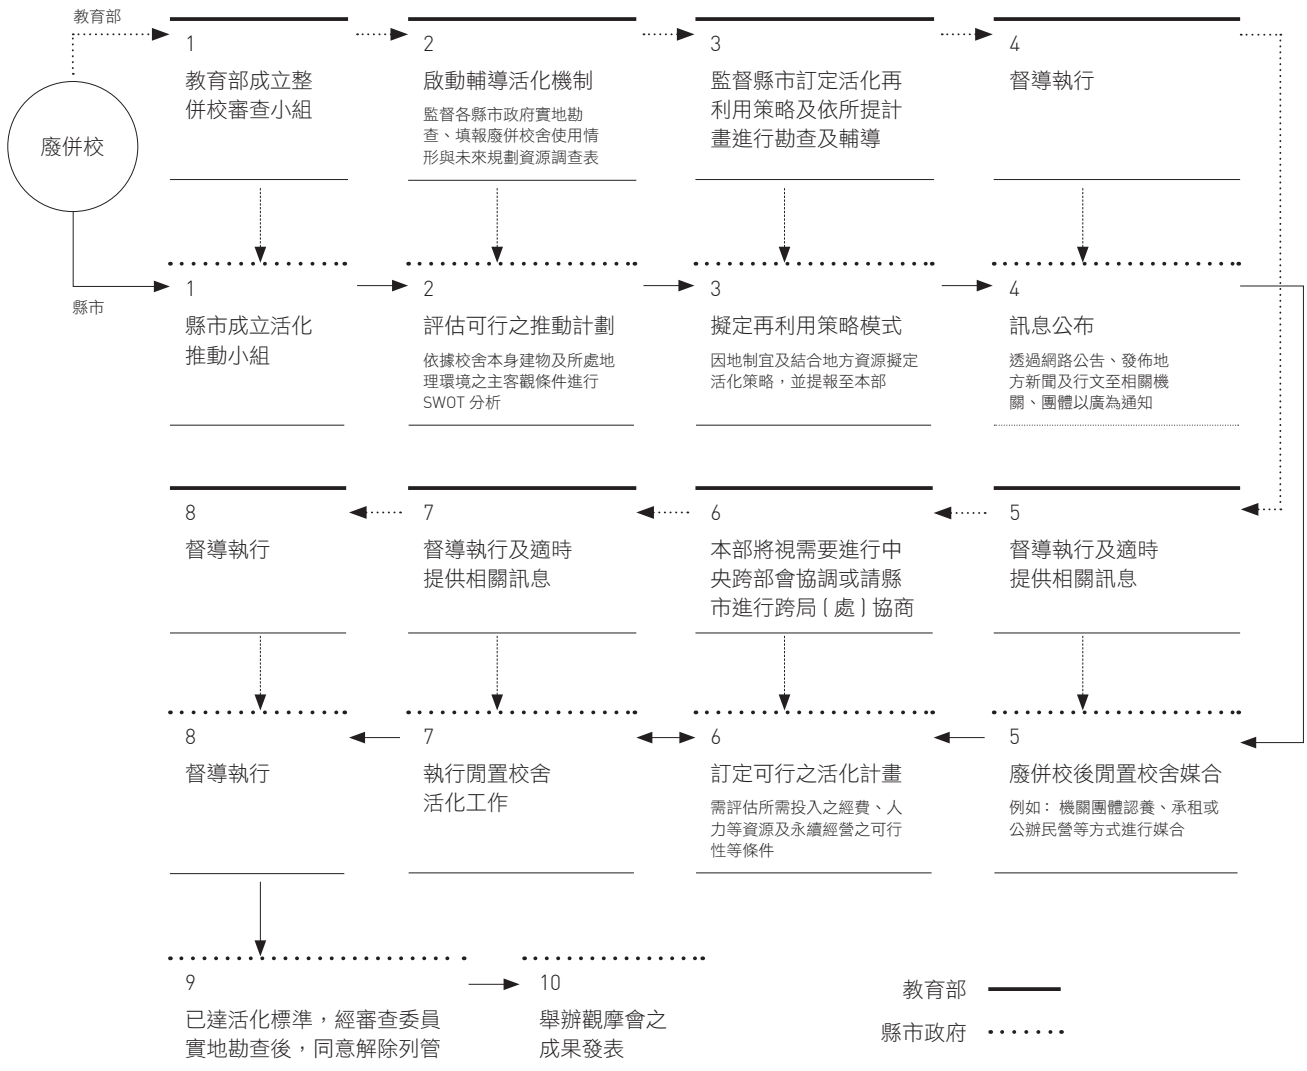 教育部
廢併校
縣市
1
教育部成立整
併校審查小組
2
啟動輔導活化機制
監督各縣市政府實地勘
查、填報廢併校舍使用情
形與未來規劃資源調查表
3
監督縣市訂定活化再
利用策略及依所提計
畫進行勘查及輔導
4
督導執行
1
縣市成立活化
推動小組
2
評估可行之推動計劃
依據校舍本身建物及所處地
理環境之主客觀條件進行
SWOT 分析
3
擬定再利用策略模式
因地制宜及結合地方資源擬定
活化策略，並提報至本部
4
訊息公布
透過網路公告、發佈地
方新聞及行文至相關機
關、團體以廣為通知
8
督導執行
7
督導執行及適時
提供相關訊息
6
本部將視需要進行中
央跨部會協調或請縣
市進行跨局〔處〕協商
5
督導執行及適時
提供相關訊息
8
督導執行
7
執行閒置校舍
活化工作
6
訂定可行之活化計畫
需評估所需投入之經費、人
力等資源及永續經營之可行
性等條件
5
廢併校後閒置校舍媒合
例如： 機關團體認養、承租或
公辦民營等方式進行媒合
9
已達活化標準，經審查委員
實地勘查後，同意解除列管
10
舉辦觀摩會之
成果發表
教育部
縣市政府